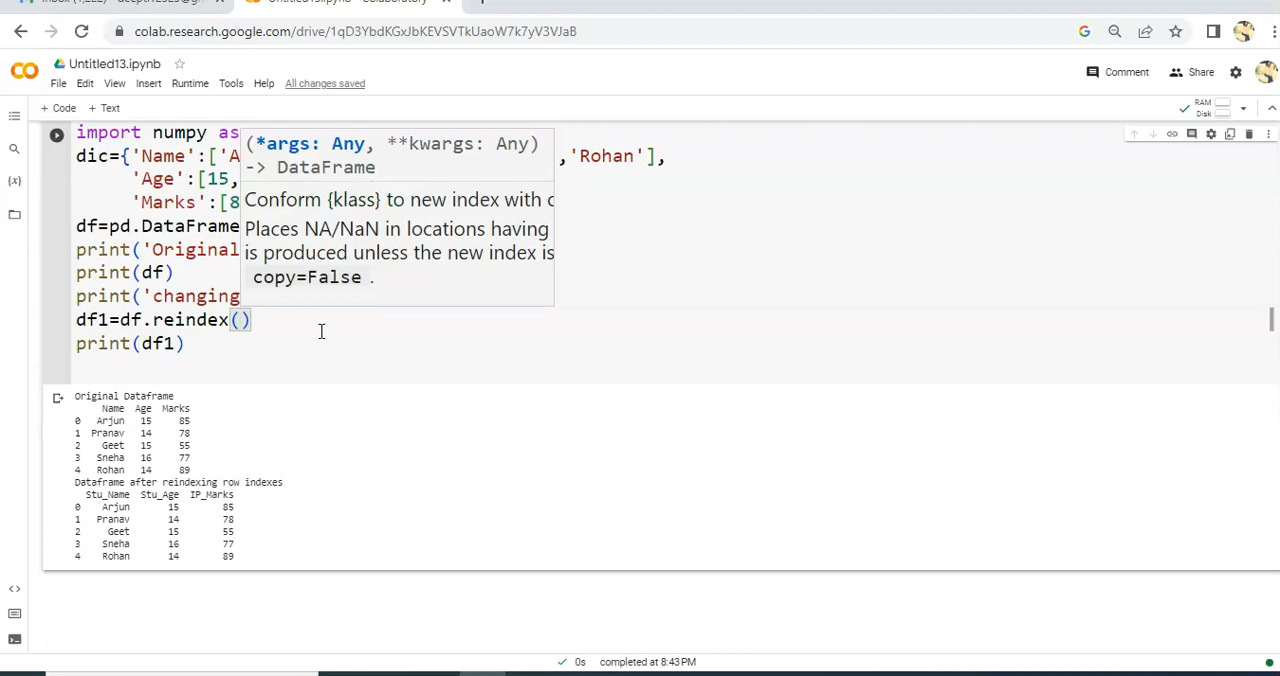 colab.research.google.com/drive/1qD3YbdKGxJbKEVSVTkUaoW7k7yV3VJaB
Untitled13.ipynb
File Edit View Insert Runtime Tools Help All changes saved
Comment Share
+ Code + Text
RAM
Disk
import numpy as
dic={'Name':['A ,'Rohan'],
'Age':[15,
'Marks':[8
df=pd.DataFrame
print('Original
print(df)
print('changing
df1=df.reindex()
print(df1)
(*args: Any, **kwargs: Any)
-> DataFrame
Conform {klass} to new index with
Places NA/NaN in locations having
is produced unless the new index is
copy=False .
Original Dataframe
Name Age Marks
0 Arjun 15 85
1 Pranav 14 78
2 Geet 15 55
3 Sneha 16 77
4 Rohan 14 89
Dataframe after reindexing row indexes
Stu_Name Stu_Age IP_Marks
0 Arjun 15 85
1 Pranav 14 78
2 Geet 15 55
3 Sneha 16 77
4 Rohan 14 89
0s completed at 8:43 PM